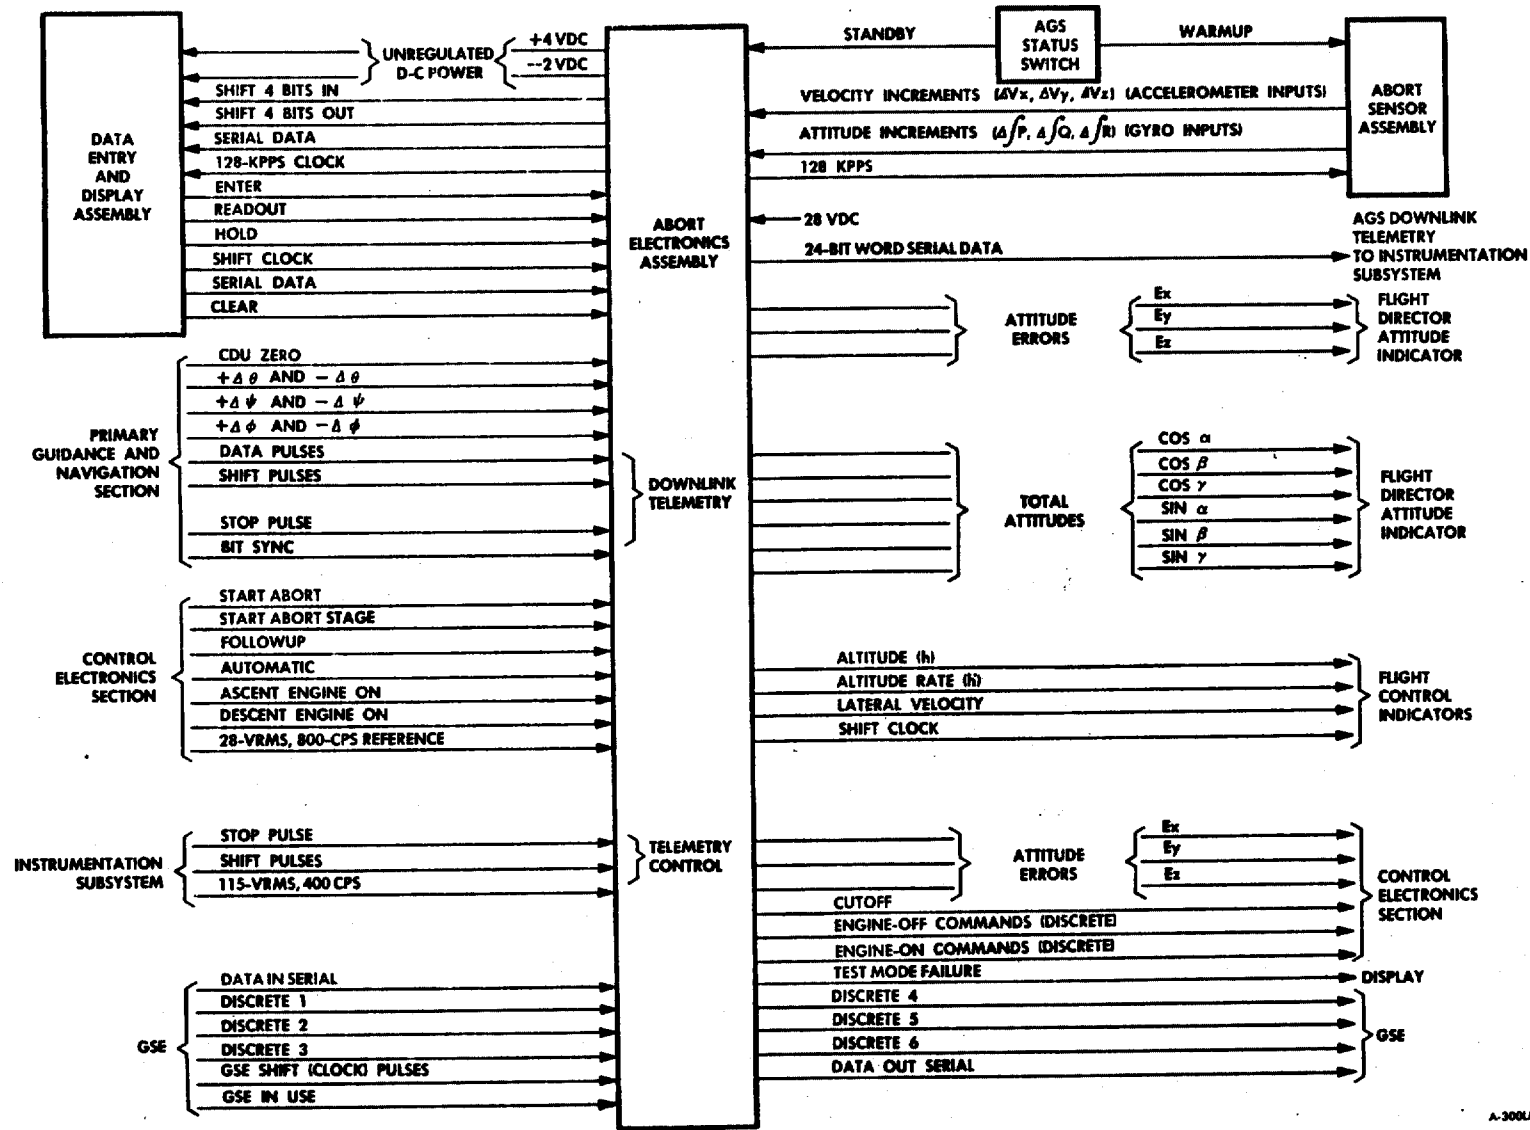 DATA
ENTRY
AND
DISPLAY
ASSEMBLY
UNREGULATED
D-C POWER
+4 VDC
--2 VDC
SHIFT 4 BITS IN
SHIFT 4 BITS OUT
SERIAL DATA
128-KPPS CLOCK
ENTER
READOUT
HOLD
SHIFT CLOCK
SERIAL DATA
CLEAR
PRIMARY
GUIDANCE AND
NAVIGATION
SECTION
CDU ZERO
+Δθ AND -Δθ
+Δψ AND -Δψ
+Δϕ AND -Δϕ
DATA PULSES
SHIFT PULSES
STOP PULSE
BIT SYNC
DOWNLINK
TELEMETRY
CONTROL
ELECTRONICS
SECTION
START ABORT
START ABORT STAGE
FOLLOWUP
AUTOMATIC
ASCENT ENGINE ON
DESCENT ENGINE ON
28-VRMS, 800-CPS REFERENCE
INSTRUMENTATION
SUBSYSTEM
STOP PULSE
SHIFT PULSES
115-VRMS, 400 CPS
TELEMETRY
CONTROL
GSE
DATA IN SERIAL
DISCRETE 1
DISCRETE 2
DISCRETE 3
GSE SHIFT (CLOCK) PULSES
GSE IN USE
ABORT
ELECTRONICS
ASSEMBLY
STANDBY
AGS
STATUS
SWITCH
WARMUP
ABORT
SENSOR
ASSEMBLY
VELOCITY INCREMENTS (ΔVx, ΔVy, ΔVz) (ACCELEROMETER INPUTS)
ATTITUDE INCREMENTS (Δ∫P, Δ∫Q, Δ∫R) (GYRO INPUTS)
128 KPPS
28 VDC
24-BIT WORD SERIAL DATA
AGS DOWNLINK
TELEMETRY
TO INSTRUMENTATION
SUBSYSTEM
ATTITUDE
ERRORS
Ex
Ey
Ez
FLIGHT
DIRECTOR
ATTITUDE
INDICATOR
TOTAL
ATTITUDES
COS α
COS β
COS γ
SIN α
SIN β
SIN γ
FLIGHT
DIRECTOR
ATTITUDE
INDICATOR
ALTITUDE (h)
ALTITUDE RATE (ḣ)
LATERAL VELOCITY
SHIFT CLOCK
FLIGHT
CONTROL
INDICATORS
ATTITUDE
ERRORS
Ex
Ey
Ez
CUTOFF
ENGINE-OFF COMMANDS (DISCRETE)
ENGINE-ON COMMANDS (DISCRETE)
CONTROL
ELECTRONICS
SECTION
TEST MODE FAILURE
DISPLAY
DISCRETE 4
DISCRETE 5
DISCRETE 6
DATA OUT SERIAL
GSE